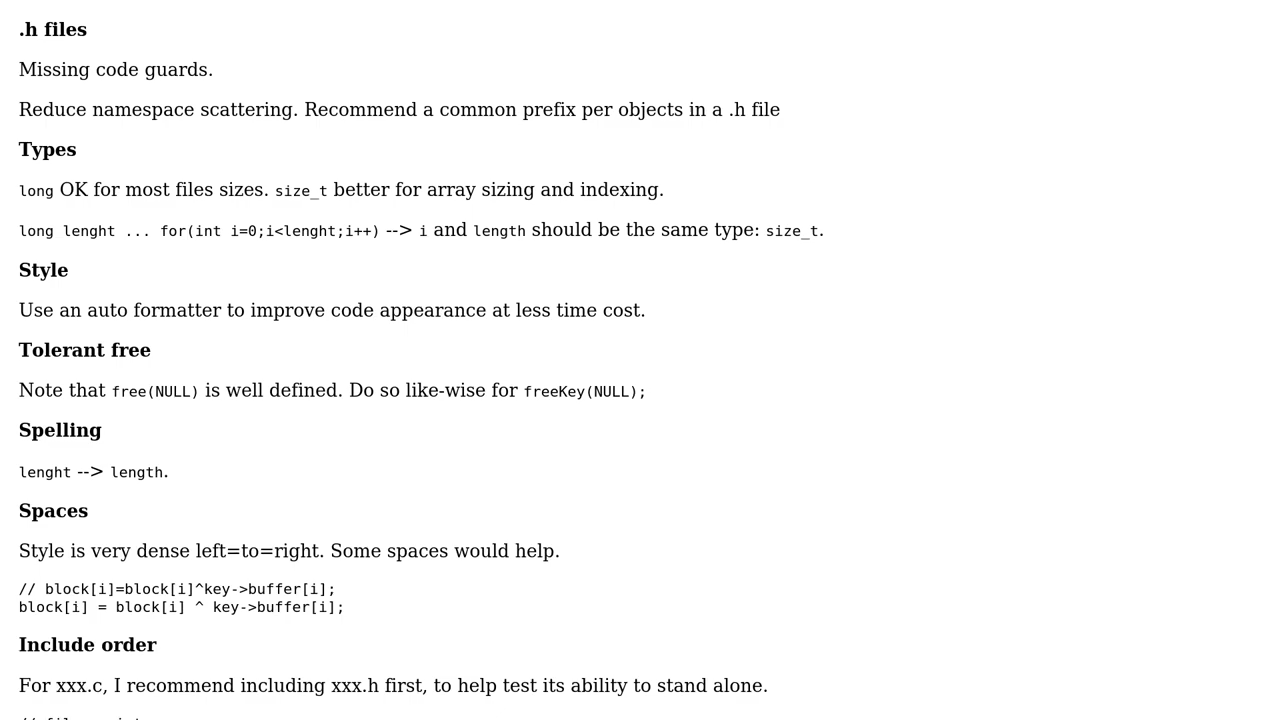 .h files
Missing code guards.
Reduce namespace scattering. Recommend a common prefix per objects in a .h file
Types
long OK for most files sizes. size_t better for array sizing and indexing.
long lenght ... for(int i=0;i<lenght;i++) --> i and length should be the same type: size_t.
Style
Use an auto formatter to improve code appearance at less time cost.
Tolerant free
Note that free(NULL) is well defined. Do so like-wise for freeKey(NULL);
Spelling
lenght --> length.
Spaces
Style is very dense left=to=right. Some spaces would help.
// block[i]=block[i]^key->buffer[i];
block[i] = block[i] ^ key->buffer[i];
Include order
For xxx.c, I recommend including xxx.h first, to help test its ability to stand alone.